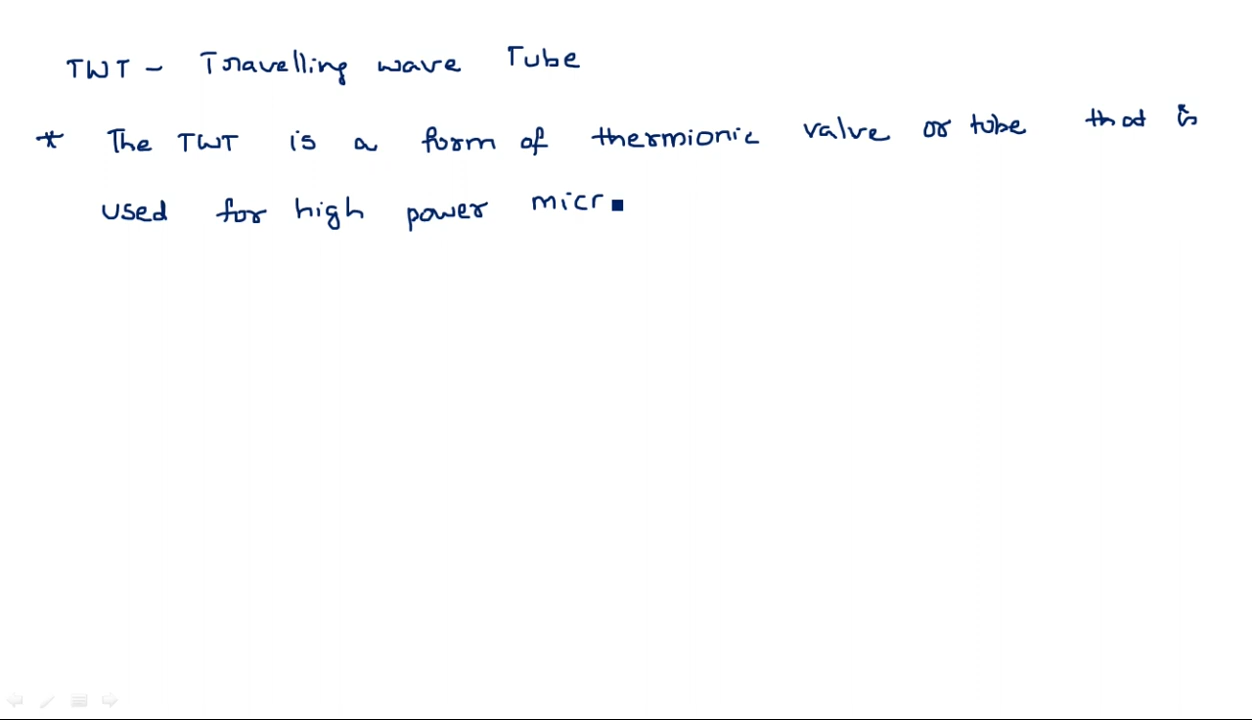 TWT - Travelling wave Tube
* The TWT is a form of thermionic valve or tube that is
used for high power micr